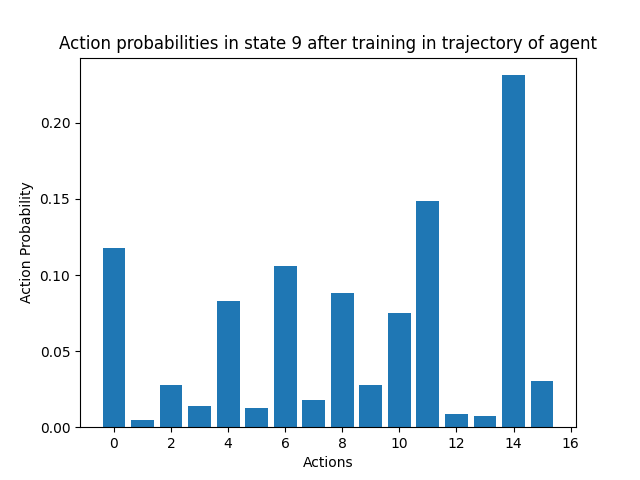 Action probabilities in state 9 after training in trajectory of agent
0.20
0.15
0.10
0.05
0.00
Action Probability
0 2 4 6 8 10 12 14 16
Actions